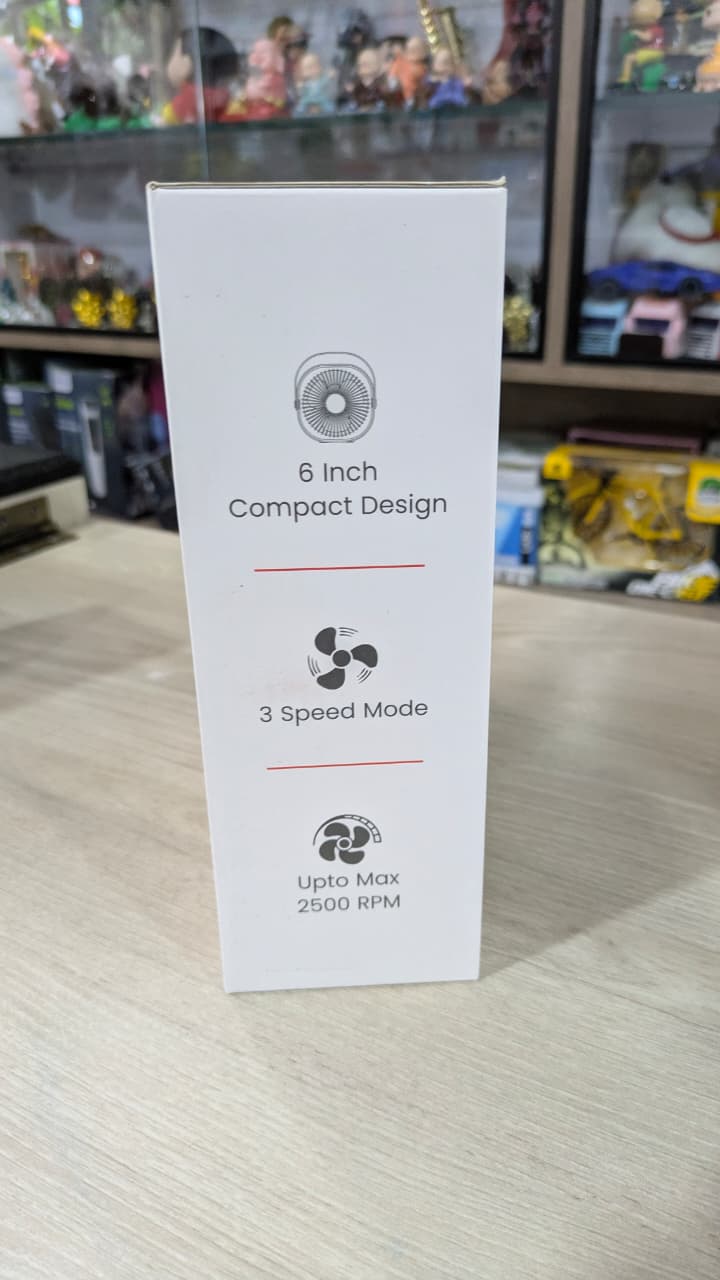 6 Inch
Compact Design
3 Speed Mode
Upto Max
2500 RPM